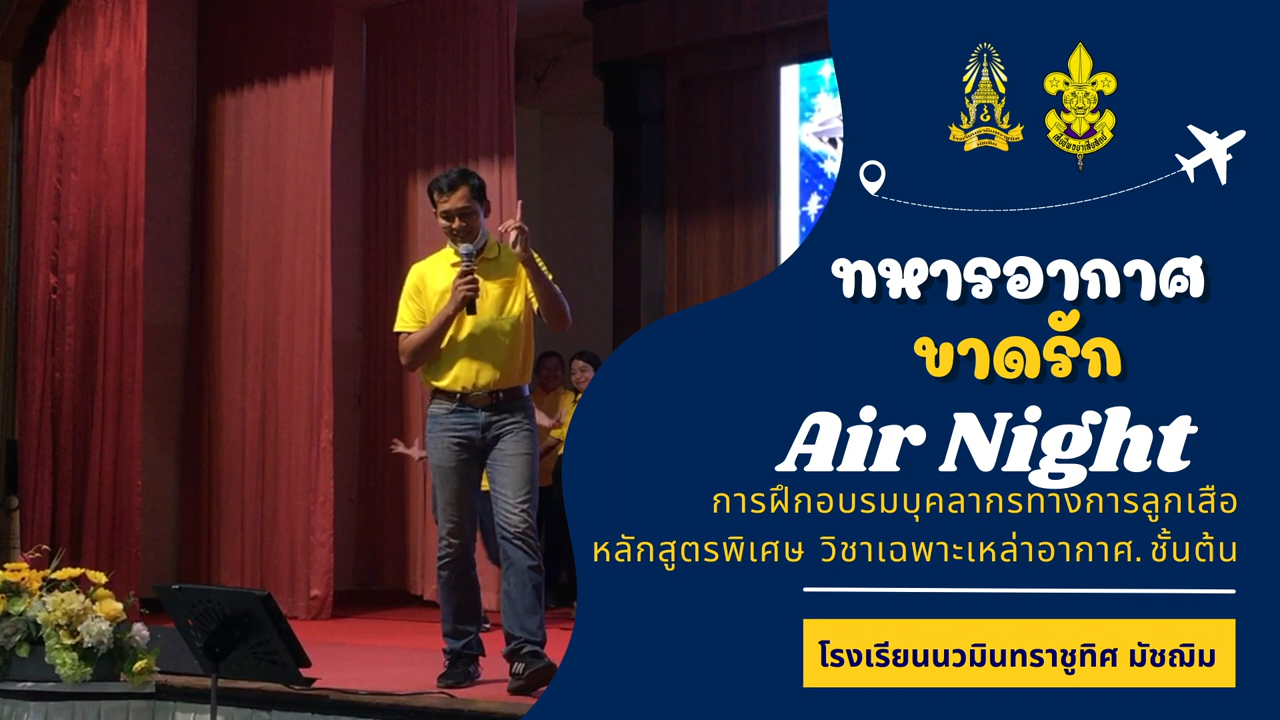 ทหารอากาศ
ขาดรัก
Air Night
การฝึกอบรมบุคลากรทางการลูกเสือ
หลักสูตรพิเศษ วิชาเฉพาะเหล่าอากาศ. ชั้นต้น
โรงเรียนนวมินทราชูทิศ มัชฌิม